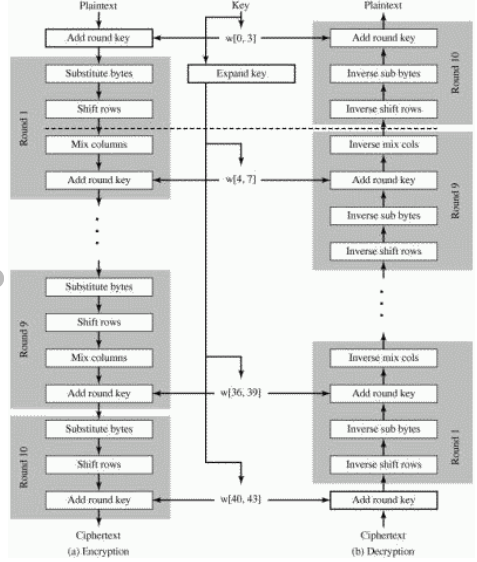 Plaintext
Key
Plaintext
Add round key
w[0, 3]
Add round key
Substitute bytes
Expand key
Inverse sub bytes
Round 10
Round 1
Shift rows
Inverse shift rows
Mix columns
Inverse mix cols
Add round key
w[4, 7]
Add round key
Round 9
Inverse sub bytes
Inverse shift rows
Substitute bytes
Round 9
Shift rows
Mix columns
Inverse mix cols
Add round key
w[36, 39]
Add round key
Substitute bytes
Inverse sub bytes
Round 1
Round 10
Shift rows
Inverse shift rows
Add round key
w[40, 43]
Add round key
Ciphertext
Ciphertext
(a) Encryption
(b) Decryption